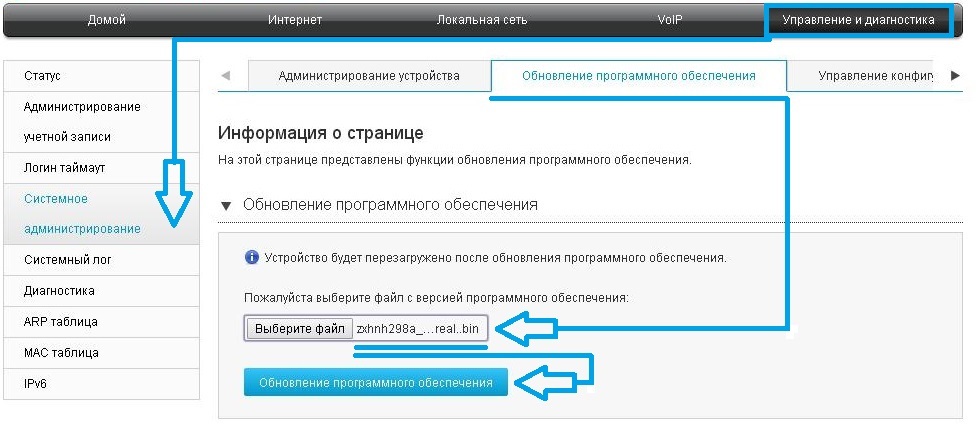 Домой Интернет Локальная сеть VoIP Управление и диагностика
Статус
Администрирование
учетной записи
Логин таймаут
Системное
администрирование
Системный лог
Диагностика
ARP таблица
MAC таблица
IPv6
Администрирование устройства Обновление программного обеспечения Управление конфиг
Информация о странице
На этой странице представлены функции обновления программного обеспечения.
Обновление программного обеспечения
Устройство будет перезагружено после обновления программного обеспечения.
Пожалуйста выберите файл с версией программного обеспечения:
Выберите файл zxhnh298a_...real..bin
Обновление программного обеспечения